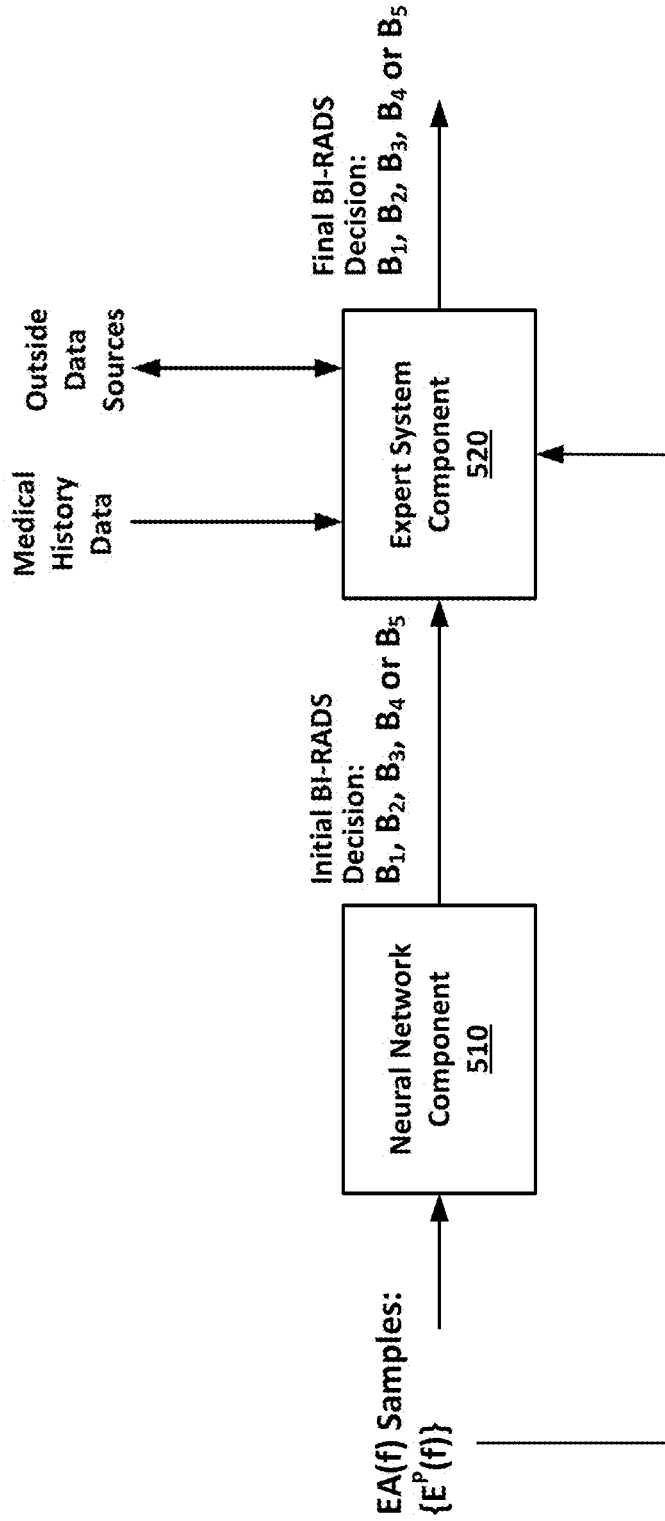 Medical
History
Data
Outside
Data
Sources
EA(f) Samples:
{Eᴾ(f)}
Neural Network
Component
510
Initial BI-RADS
Decision:
B₁, B₂, B₃, B₄ or B₅
Expert System
Component
520
Final BI-RADS
Decision:
B₁, B₂, B₃, B₄ or B₅